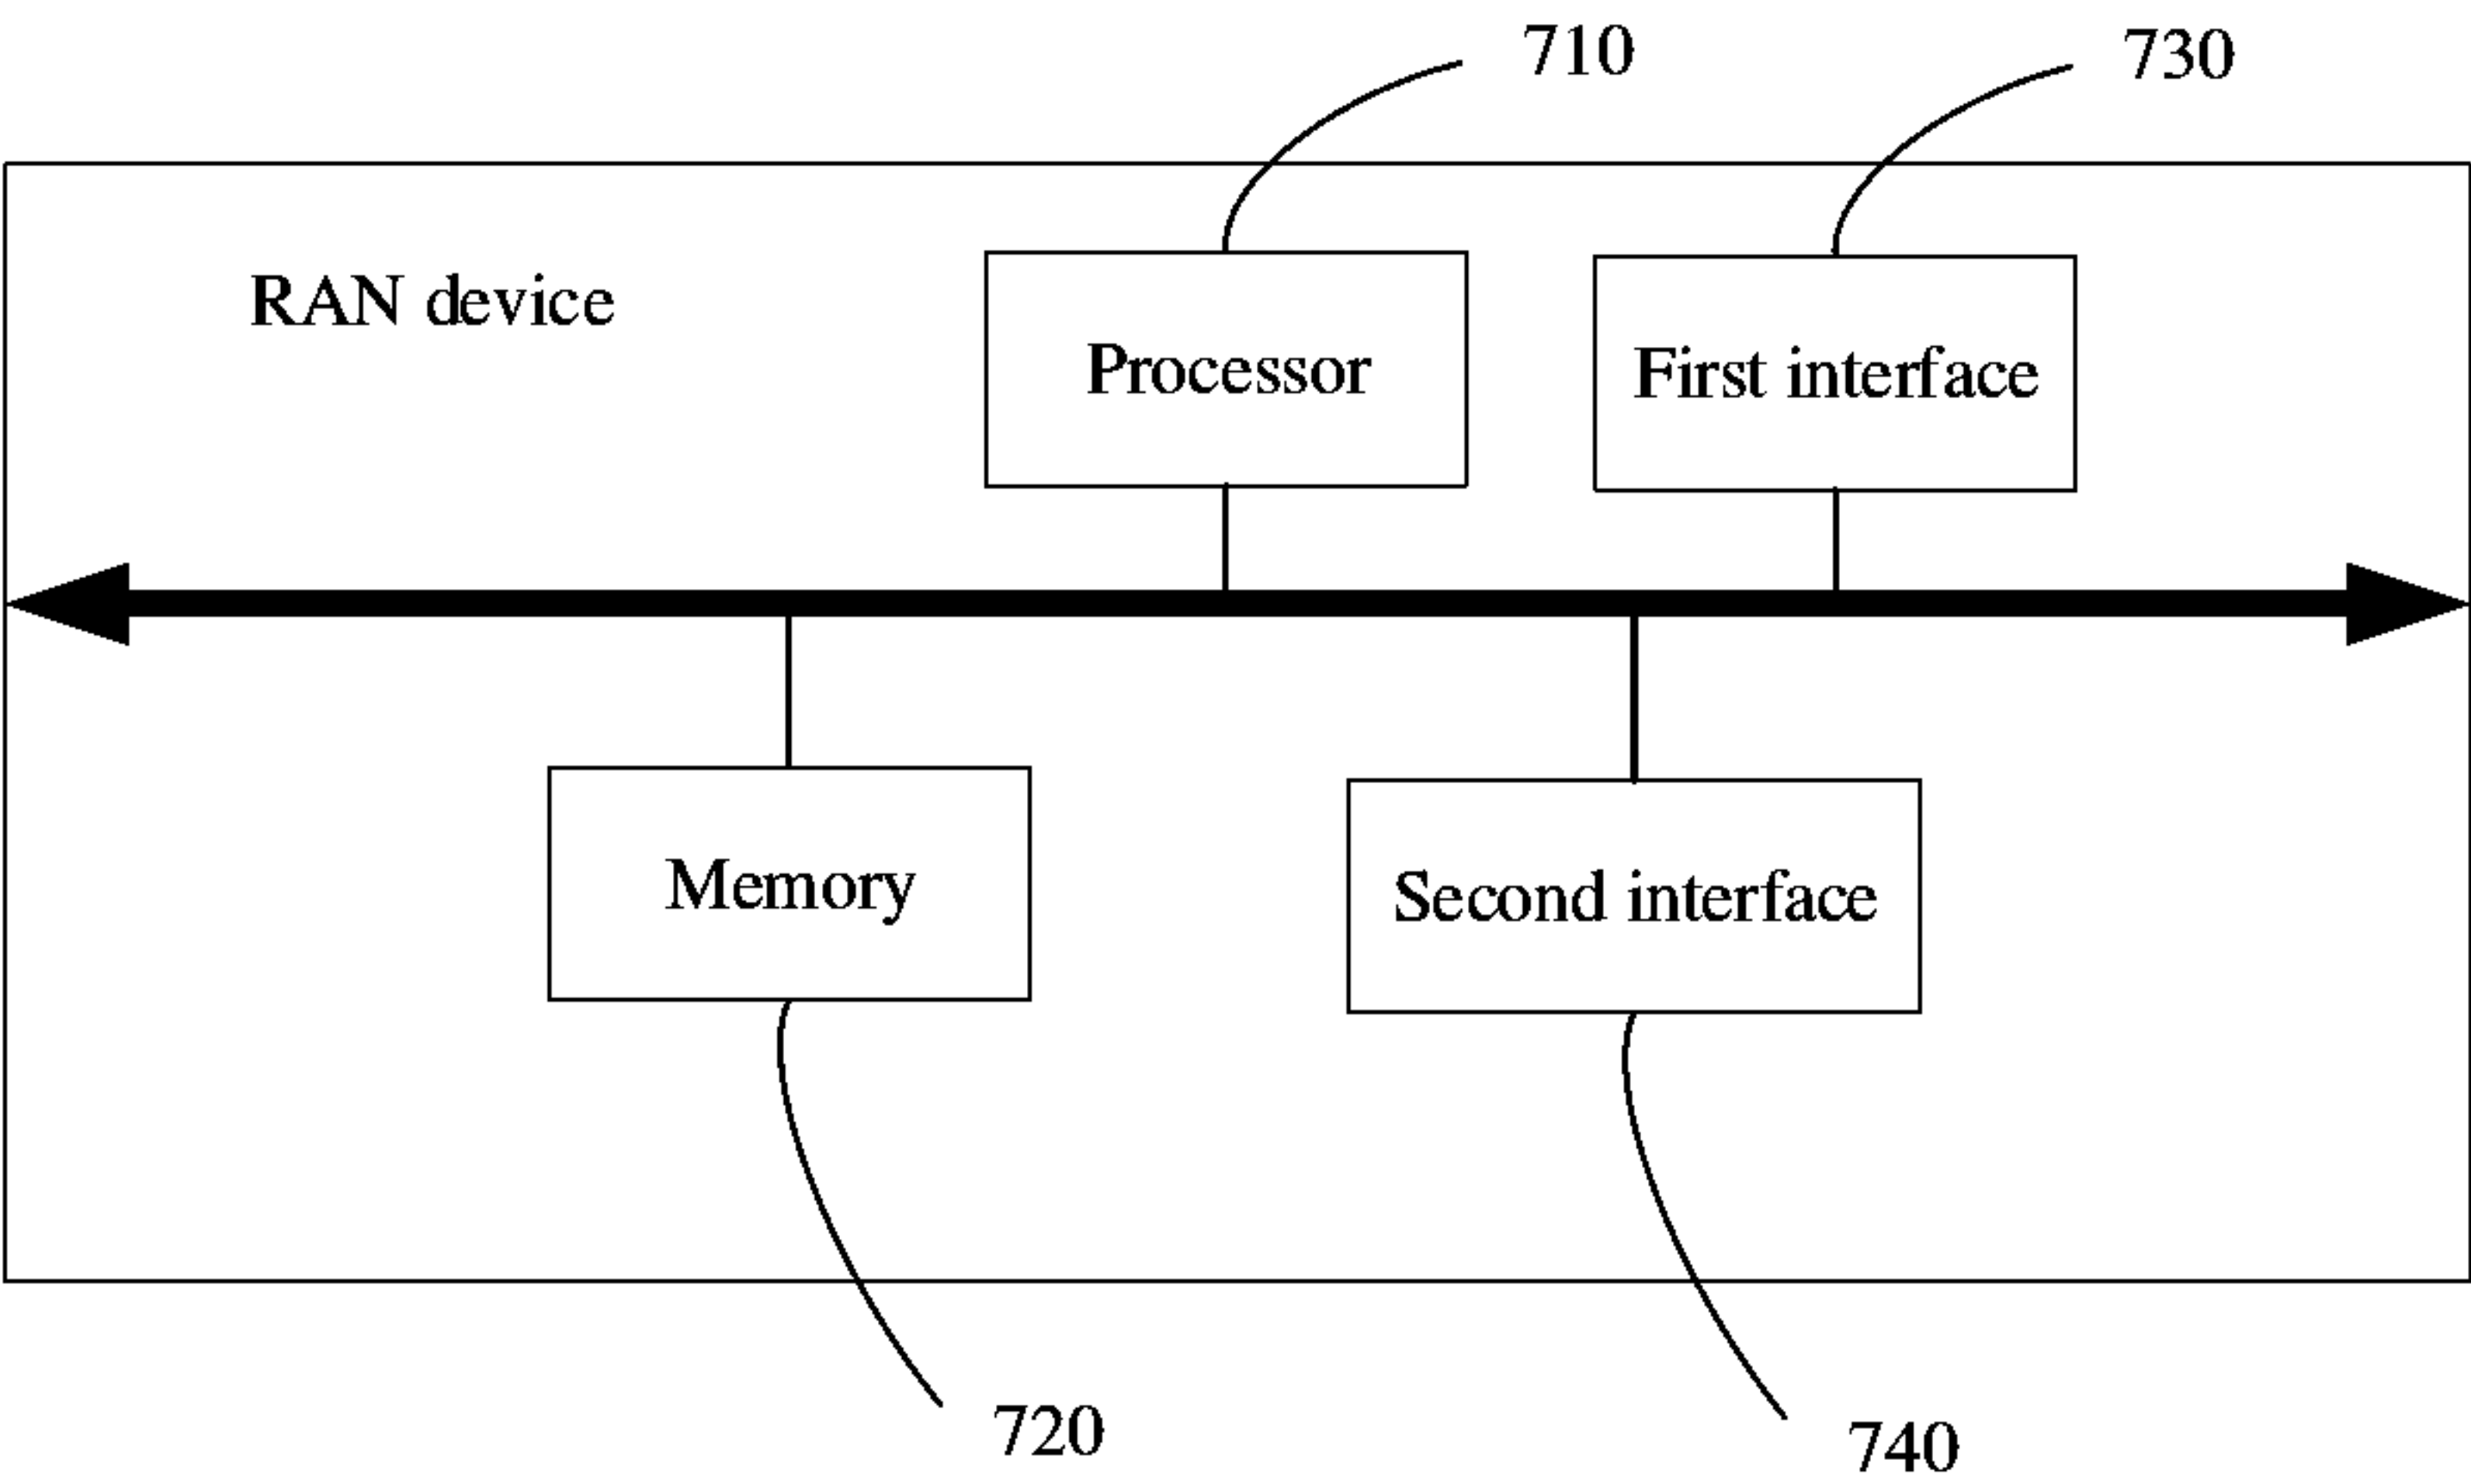 710
730
RAN device
Processor
First interface
Memory
Second interface
720
740